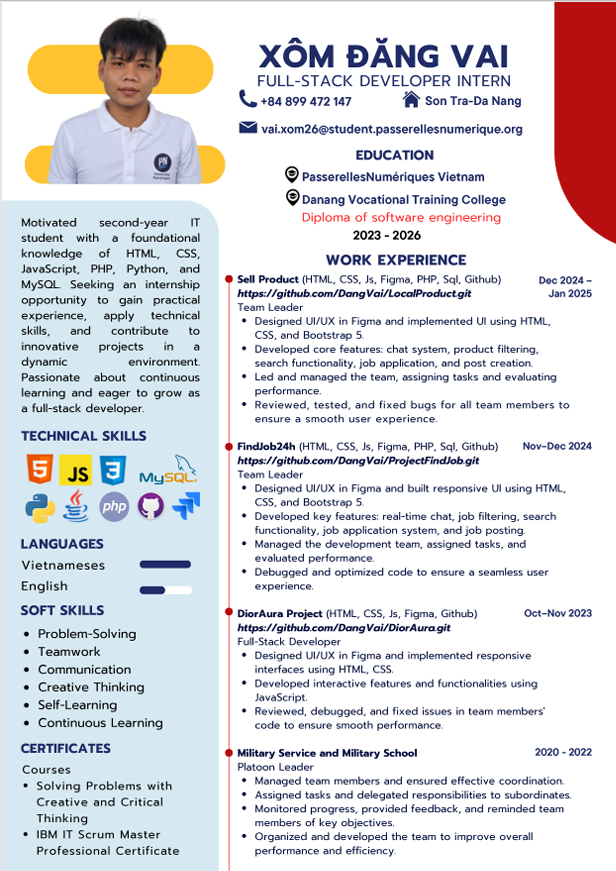 XÔM ĐĂNG VAI
FULL-STACK DEVELOPER INTERN
+84 899 472 147
Son Tra-Da Nang
vai.xom26@student.passerellesnumerique.org
EDUCATION
PasserellesNumériques Vietnam
Danang Vocational Training College
Diploma of software engineering
2023 - 2026
PN
Motivated second-year IT
student with a foundational
knowledge of HTML, CSS,
JavaScript, PHP, Python, and
MySQL. Seeking an internship
opportunity to gain practical
experience, apply technical
skills, and contribute to
innovative projects in a
dynamic environment.
Passionate about continuous
learning and eager to grow as
a full-stack developer.
TECHNICAL SKILLS
5
JS
3
MySQL
Java
php
LANGUAGES
Vietnameses
English
SOFT SKILLS
• Problem-Solving
• Teamwork
• Communication
• Creative Thinking
• Self-Learning
• Continuous Learning
CERTIFICATES
Courses
• Solving Problems with
Creative and Critical
Thinking
• IBM IT Scrum Master
Professional Certificate
WORK EXPERIENCE
Sell Product (HTML, CSS, Js, Figma, PHP, Sql, Github)
Dec 2024 –
Jan 2025
https://github.com/DangVai/LocalProduct.git
Team Leader
• Designed UI/UX in Figma and implemented UI using HTML,
CSS, and Bootstrap 5.
• Developed core features: chat system, product filtering,
search functionality, job application, and post creation.
• Led and managed the team, assigning tasks and evaluating
performance.
• Reviewed, tested, and fixed bugs for all team members to
ensure a smooth user experience.
FindJob24h (HTML, CSS, Js, Figma, PHP, Sql, Github)
Nov–Dec 2024
https://github.com/DangVai/ProjectFindJob.git
Team Leader
• Designed UI/UX in Figma and built responsive UI using HTML,
CSS, and Bootstrap 5.
• Developed key features: real-time chat, job filtering, search
functionality, job application system, and job posting.
• Managed the development team, assigned tasks, and
evaluated performance.
• Debugged and optimized code to ensure a seamless user
experience.
DiorAura Project (HTML, CSS, Js, Figma, Github)
Oct–Nov 2023
https://github.com/DangVai/DiorAura.git
Full-Stack Developer
• Designed UI/UX in Figma and implemented responsive
interfaces using HTML, CSS.
• Developed interactive features and functionalities using
JavaScript.
• Reviewed, debugged, and fixed issues in team members'
code to ensure smooth performance.
Military Service and Military School
2020 - 2022
Platoon Leader
• Managed team members and ensured effective coordination.
• Assigned tasks and delegated responsibilities to subordinates.
• Monitored progress, provided feedback, and reminded team
members of key objectives.
• Organized and developed the team to improve overall
performance and efficiency.